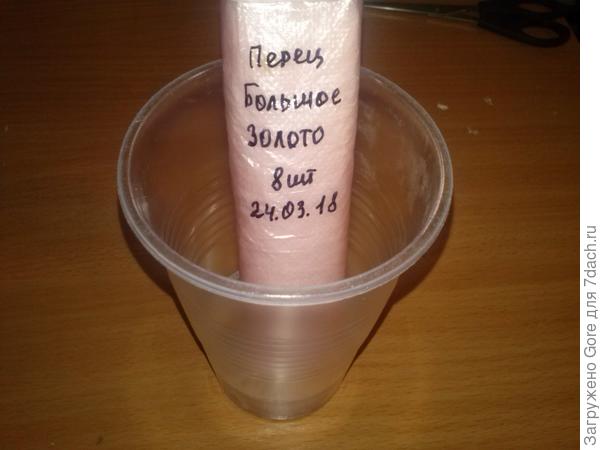 Перец
Большое
золото
8шт
24.03.18
Загружено Gore для 7dach.ru